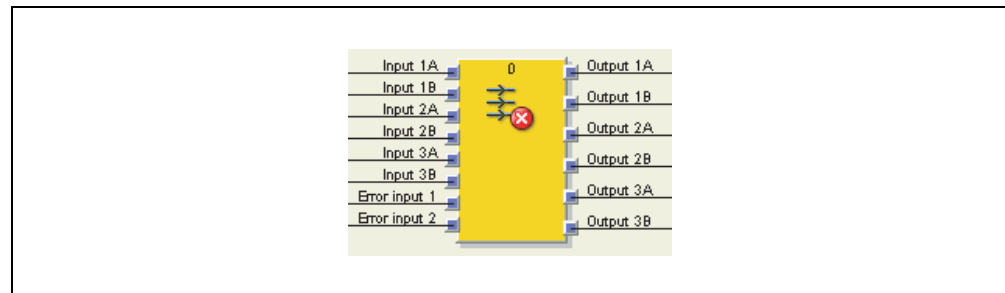 Input 1A
Input 1B
Input 2A
Input 2B
Input 3A
Input 3B
Error input 1
Error input 2
0
Output 1A
Output 1B
Output 2A
Output 2B
Output 3A
Output 3B